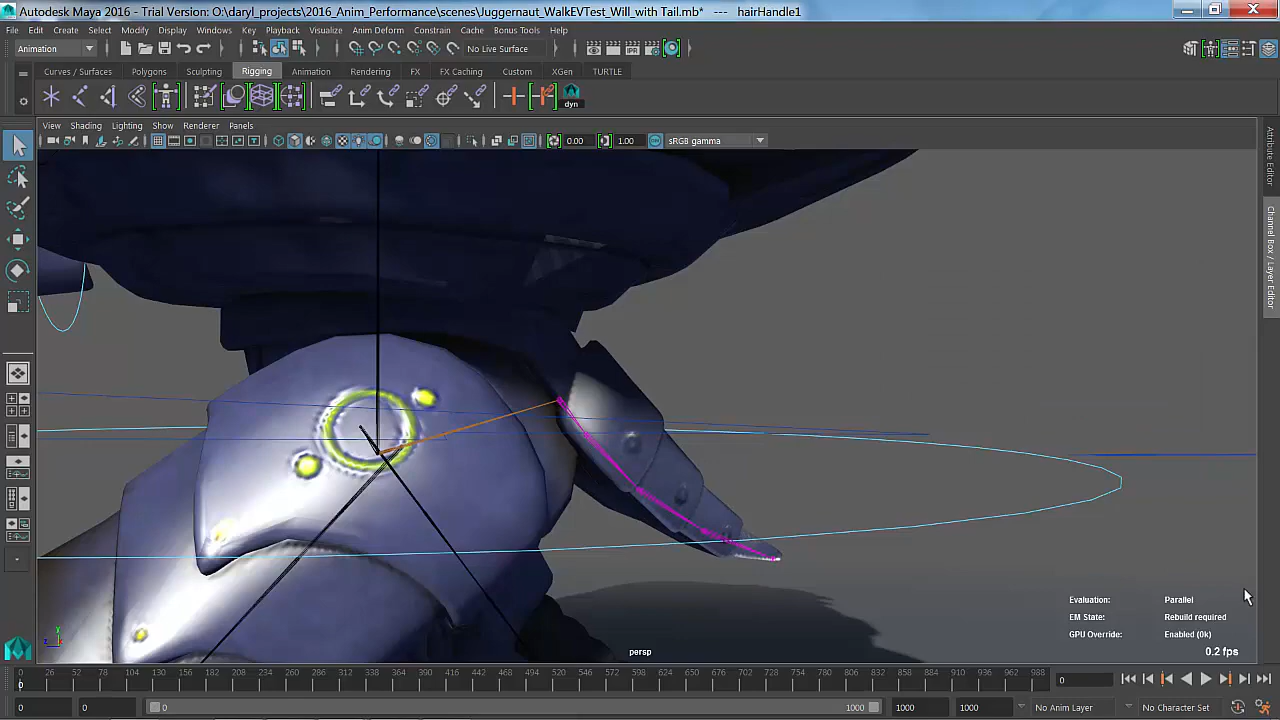 Autodesk Maya 2016 - Trial Version: O:\daryl_projects\2016_Anim_Performance\scenes\Juggernaut_WalkEVTest_Will_with Tail.mb* --- hairHandle1
File Edit Create Select Modify Display Windows Key Playback Visualize Anim Deform Constrain Cache Bonus Tools Help
Animation No Live Surface IPR
Curves / Surfaces Polygons Sculpting Rigging Animation Rendering FX FX Caching Custom XGen TURTLE
dyn
View Shading Lighting Show Renderer Panels
0.00 1.00 sRGB gamma
Attribute Editor
Channel Box / Layer Editor
Evaluation: Parallel
EM State: Rebuild required
GPU Override: Enabled (0k)
0.2 fps
y
z
persp
0 26 52 78 104 130 156 182 208 234 260 286 312 338 364 390 416 442 468 494 520 546 572 598 624 650 676 702 728 754 780 806 832 858 884 910 936 962 988
0 0
0 0 0 1000 1000 1000 No Anim Layer No Character Set